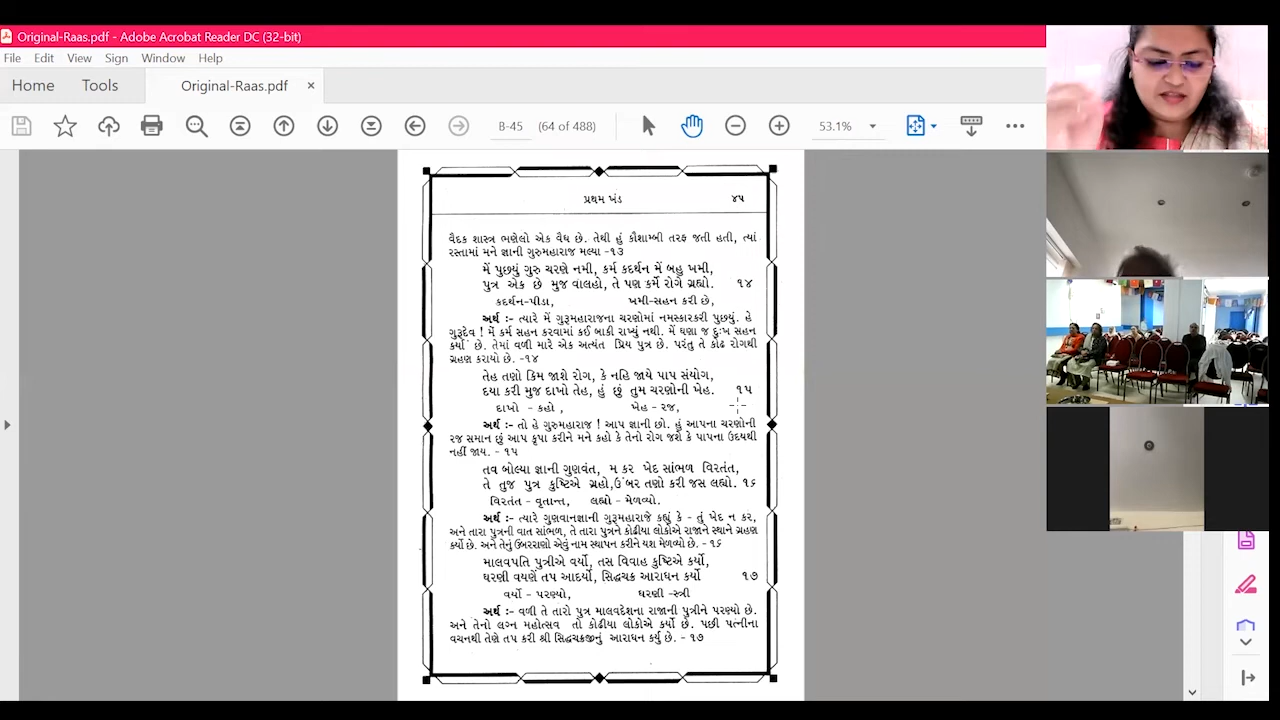 Original-Raas.pdf - Adobe Acrobat Reader DC (32-bit)
File Edit View Sign Window Help
Home Tools Original-Raas.pdf ×
B-45 (64 of 488) 53.1%
પ્રથમ ખંડ ૪૫
વૈદક શાસ્ત્ર ભણેલો એક વૈધ છે. તેથી હું કૌશામ્બી તરફ જતી હતી, ત્યાં
રસ્તામાં મને જ્ઞાની ગુરુમહારાજ મલ્યા -૧૩
મેં પુછયું ગુરુ ચરણે નમી, કર્મ કદર્થન મેં બહુ ખમી,
પુત્ર એક છે મુજ વાલહો, તે પણ કર્મે રોગે ગ્રહ્યો. ૧૪
કદર્થન-પીડા, ખમી-સહન કરી છે,
અર્થ :- ત્યારે મેં ગુરૂમહારાજના ચરણોમાં નમસ્કારકરી પુછયું. હે
ગુરૂદેવ ! મેં કર્મ સહન કરવામાં કઈ બાકી રાખ્યું નથી. મેં ઘણા જ દુઃખ સહન
કર્યા છે. તેમાં વળી મારે એક અત્યંત પ્રિય પુત્ર છે. પરંતુ તે કોઢ રોગથી
ગ્રહણ કરાયો છે. -૧૪
તેહ તણો કિમ જાશે રોગ, કે નહિ જાયે પાપ સંયોગ,
દયા કરી મુજ દાખો તેહ, હું છું તુમ ચરણોની ખેહ. ૧૫
દાખો - કહો , ખેહ - રજ,
અર્થ :- તો હે ગુરુમહારાજ ! આપ જ્ઞાની છો. હું આપના ચરણોની
રજ સમાન છું આપ કૃપા કરીને મને કહો કે તેનો રોગ જશે કે પાપના ઉદયથી
નહીં જાય. - ૧૫
તવ બોલ્યા જ્ઞાની ગુણવંત, મ કર ખેદ સાંભળ વિરતંત,
તે તુજ પુત્ર કુષ્ટિએ ગ્રહો,ઉંબર તણો કરી જસ લહ્યો. ૧૬
વિરતંત - વૃતાન્ત, લહ્યો - મેળવ્યો.
અર્થ :- ત્યારે ગુણવાનજ્ઞાની ગુરૂમહારાજે કહ્યું કે - તું ખેદ ન કર,
અને તારા પુત્રની વાત સાંભળ, તે તારા પુત્રને કોઢીયા લોકોએ રાજાને સ્થાને ગ્રહણ
કર્યો છે. અને તેનું ઉંબરરાણો એવું નામ સ્થાપન કરીને યશ મેળવ્યો છે. - ૧૬
માલવપતિ પુત્રીએ વર્યો, તસ વિવાહ કુષ્ટિએ કર્યો,
ઘરણી વયણેં તપ આદર્યો, સિદ્ધચક્ર આરાધન કર્યો ૧૭
વર્યો - પરણ્યો, ઘરણી -સ્ત્રી
અર્થ :- વળી તે તારો પુત્ર માલવદેશના રાજાની પુત્રીને પરણ્યો છે.
અને તેનો લગ્ન મહોત્સવ તો કોઢીયા લોકોએ કર્યો છે. પછી પત્નીના
વચનથી તેણે તપ કરી શ્રી સિદ્ધચક્રજીનું આરાધન કર્યુ છે. - ૧૭